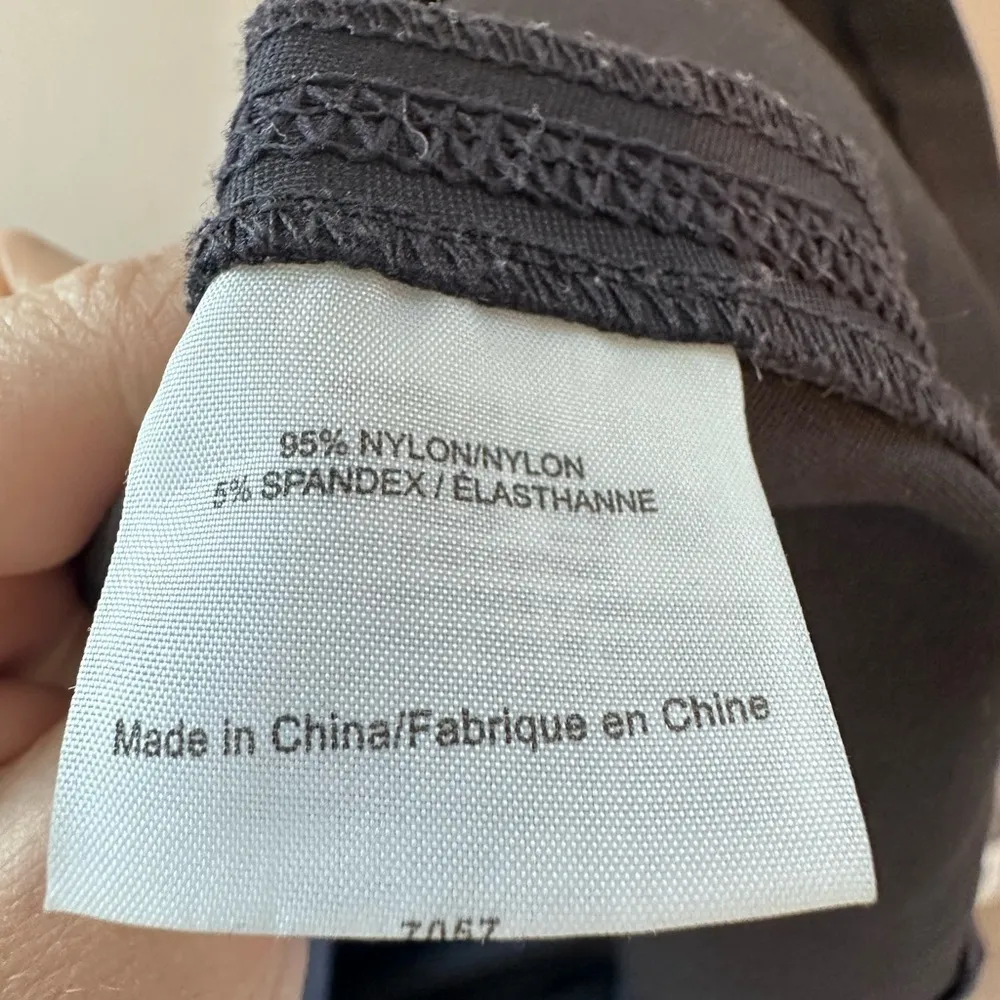 95% NYLON/NYLON
5% SPANDEX / ÉLASTHANNE
Made in China/Fabrique en Chine